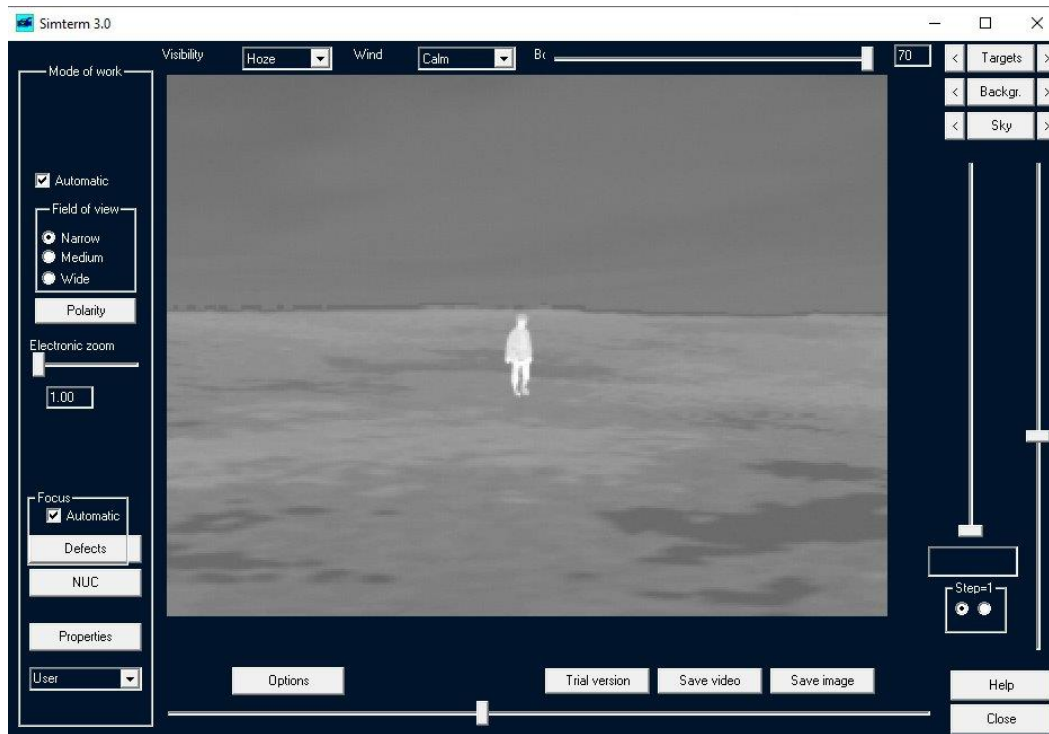 Simterm 3.0
Visibility
Hoze
Wind
Calm
70
<
Targets
>
<
Backgr.
>
<
Sky
>
Mode of work
Automatic
Field of view
Narrow
Medium
Wide
Polarity
Electronic zoom
1.00
Focus
Automatic
Defects
NUC
Properties
User
Step=1
Options
Trial version
Save video
Save image
Help
Close